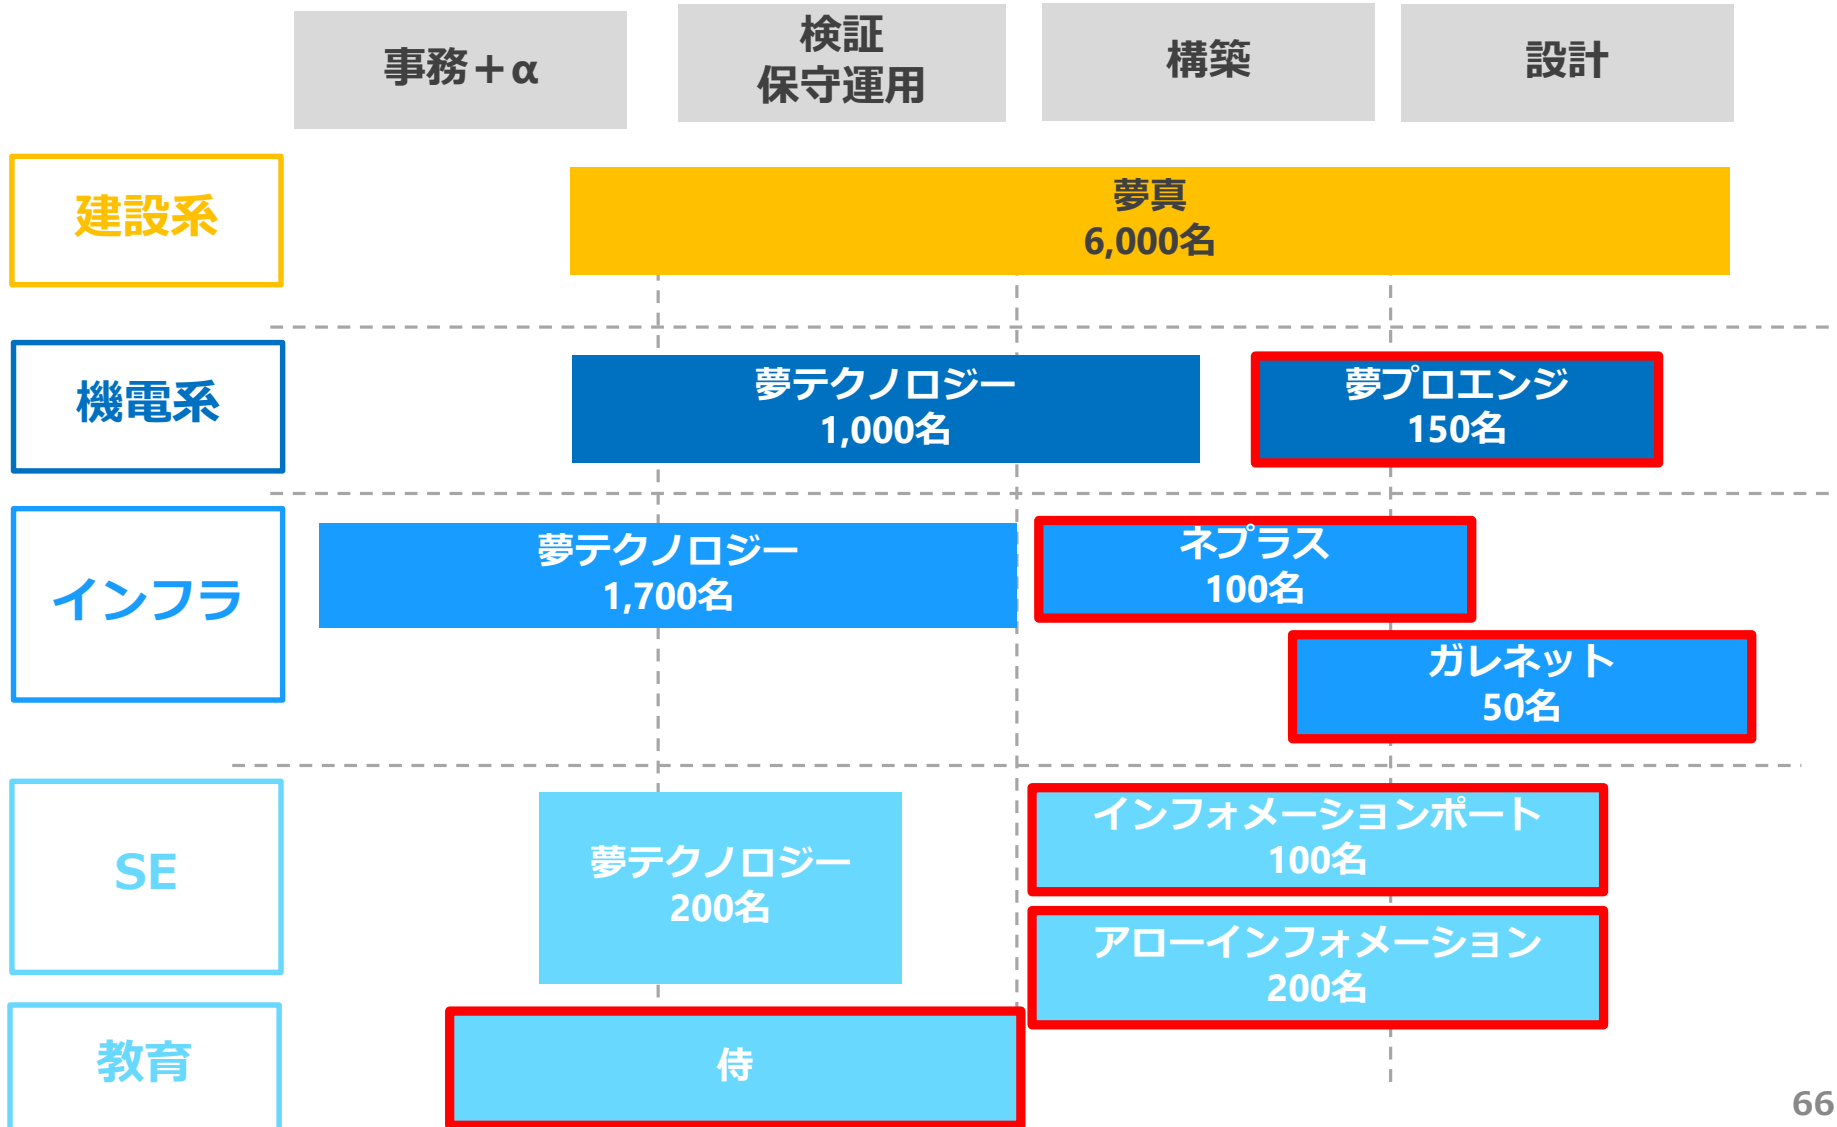 事務＋α
検証
保守運用
構築
設計
建設系
夢真
6,000名
機電系
夢テクノロジー
1,000名
夢プロエンジ
150名
インフラ
夢テクノロジー
1,700名
ネプラス
100名
ガレネット
50名
SE
夢テクノロジー
200名
インフォメーションポート
100名
アローインフォメーション
200名
教育
侍
66